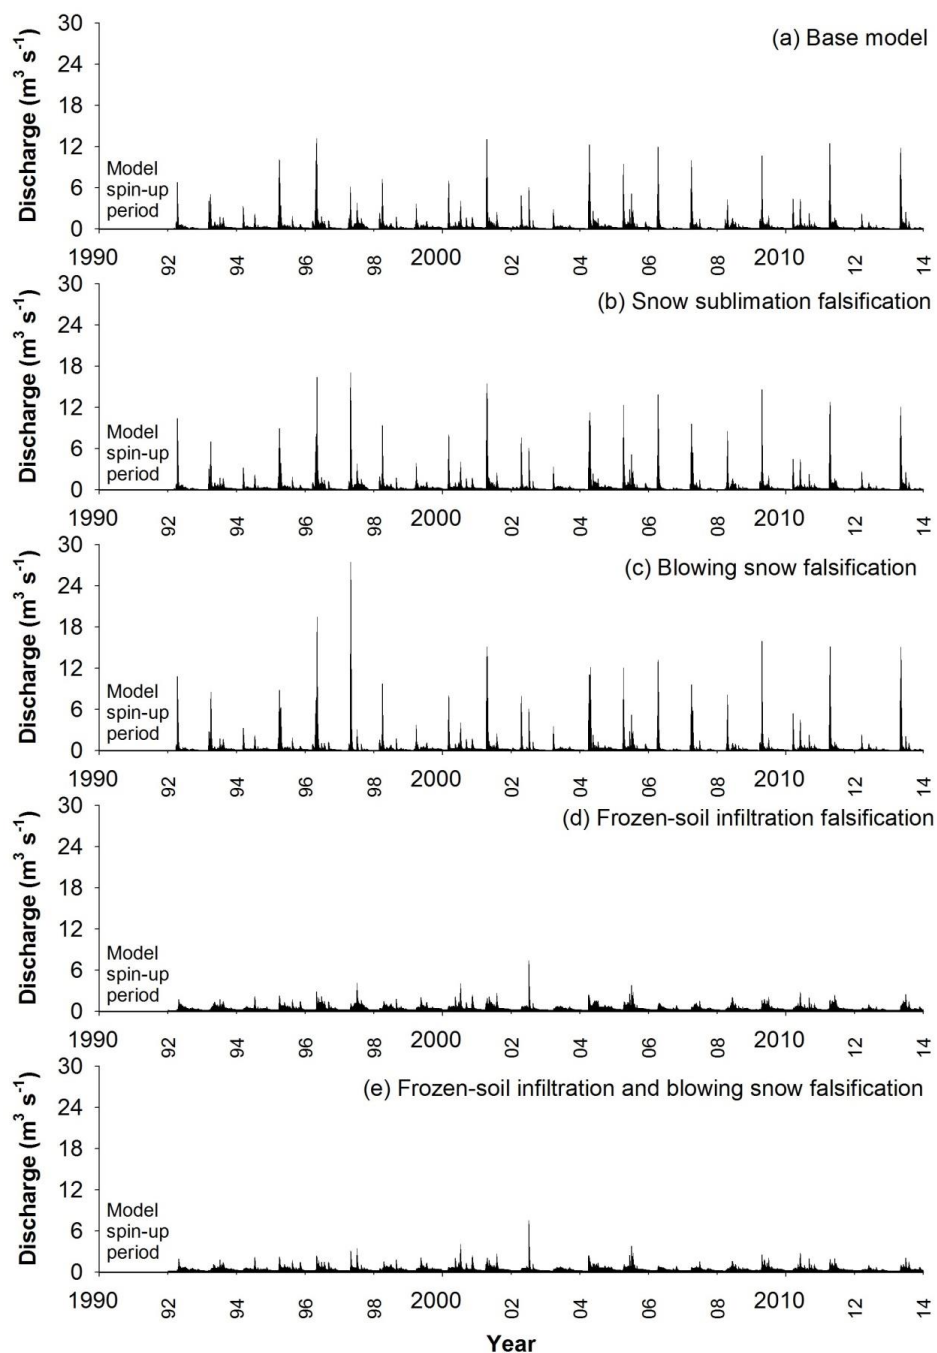 30
(a) Base model
24
18
12
Model
spin-up
period
6
0
Discharge (m³ s⁻¹)
1990 92 94 96 98 2000 02 04 06 08 2010 12 14
30
(b) Snow sublimation falsification
24
18
12
Model
spin-up
period
6
0
Discharge (m³ s⁻¹)
1990 92 94 96 98 2000 02 04 06 08 2010 12 14
30
(c) Blowing snow falsification
24
18
12
Model
spin-up
period
6
0
Discharge (m³ s⁻¹)
1990 92 94 96 98 2000 02 04 06 08 2010 12 14
30
(d) Frozen-soil infiltration falsification
24
18
12
Model
spin-up
period
6
0
Discharge (m³ s⁻¹)
1990 92 94 96 98 2000 02 04 06 08 2010 12 14
30
(e) Frozen-soil infiltration and blowing snow falsification
24
18
12
Model
spin-up
period
6
0
Discharge (m³ s⁻¹)
1990 92 94 96 98 2000 02 04 06 08 2010 12 14
Year